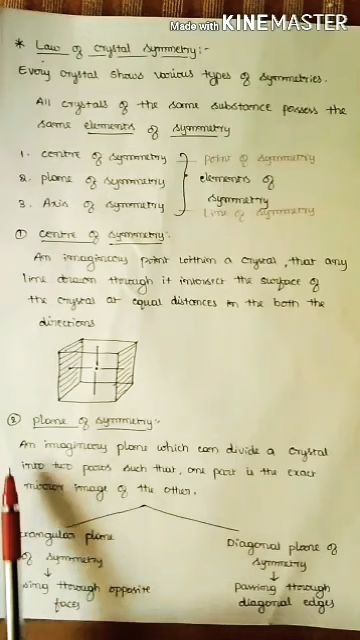 Made with KINEMASTER
* Law of crystal symmetry:-
Every crystal shows various types of symmetries.
All crystals of the same substance possess the
same elements of symmetry
1. centre of symmetry point of symmetry
2. plane of symmetry elements of
symmetry
3. Axis of symmetry Line of symmetry
① centre of symmetry:-
An imaginary point within a crystal, that any
line drawn through it intersect the surface of
the crystal at equal distances in the both the
directions
② plane of symmetry:-
An imaginary plane which can divide a crystal
into two parts such that, one part is the exact
mirror image of the other.
rangular plane Diagonal plane of
of symmetry symmetry
↓ ↓
sing through opposite passing through
faces diagonal edges